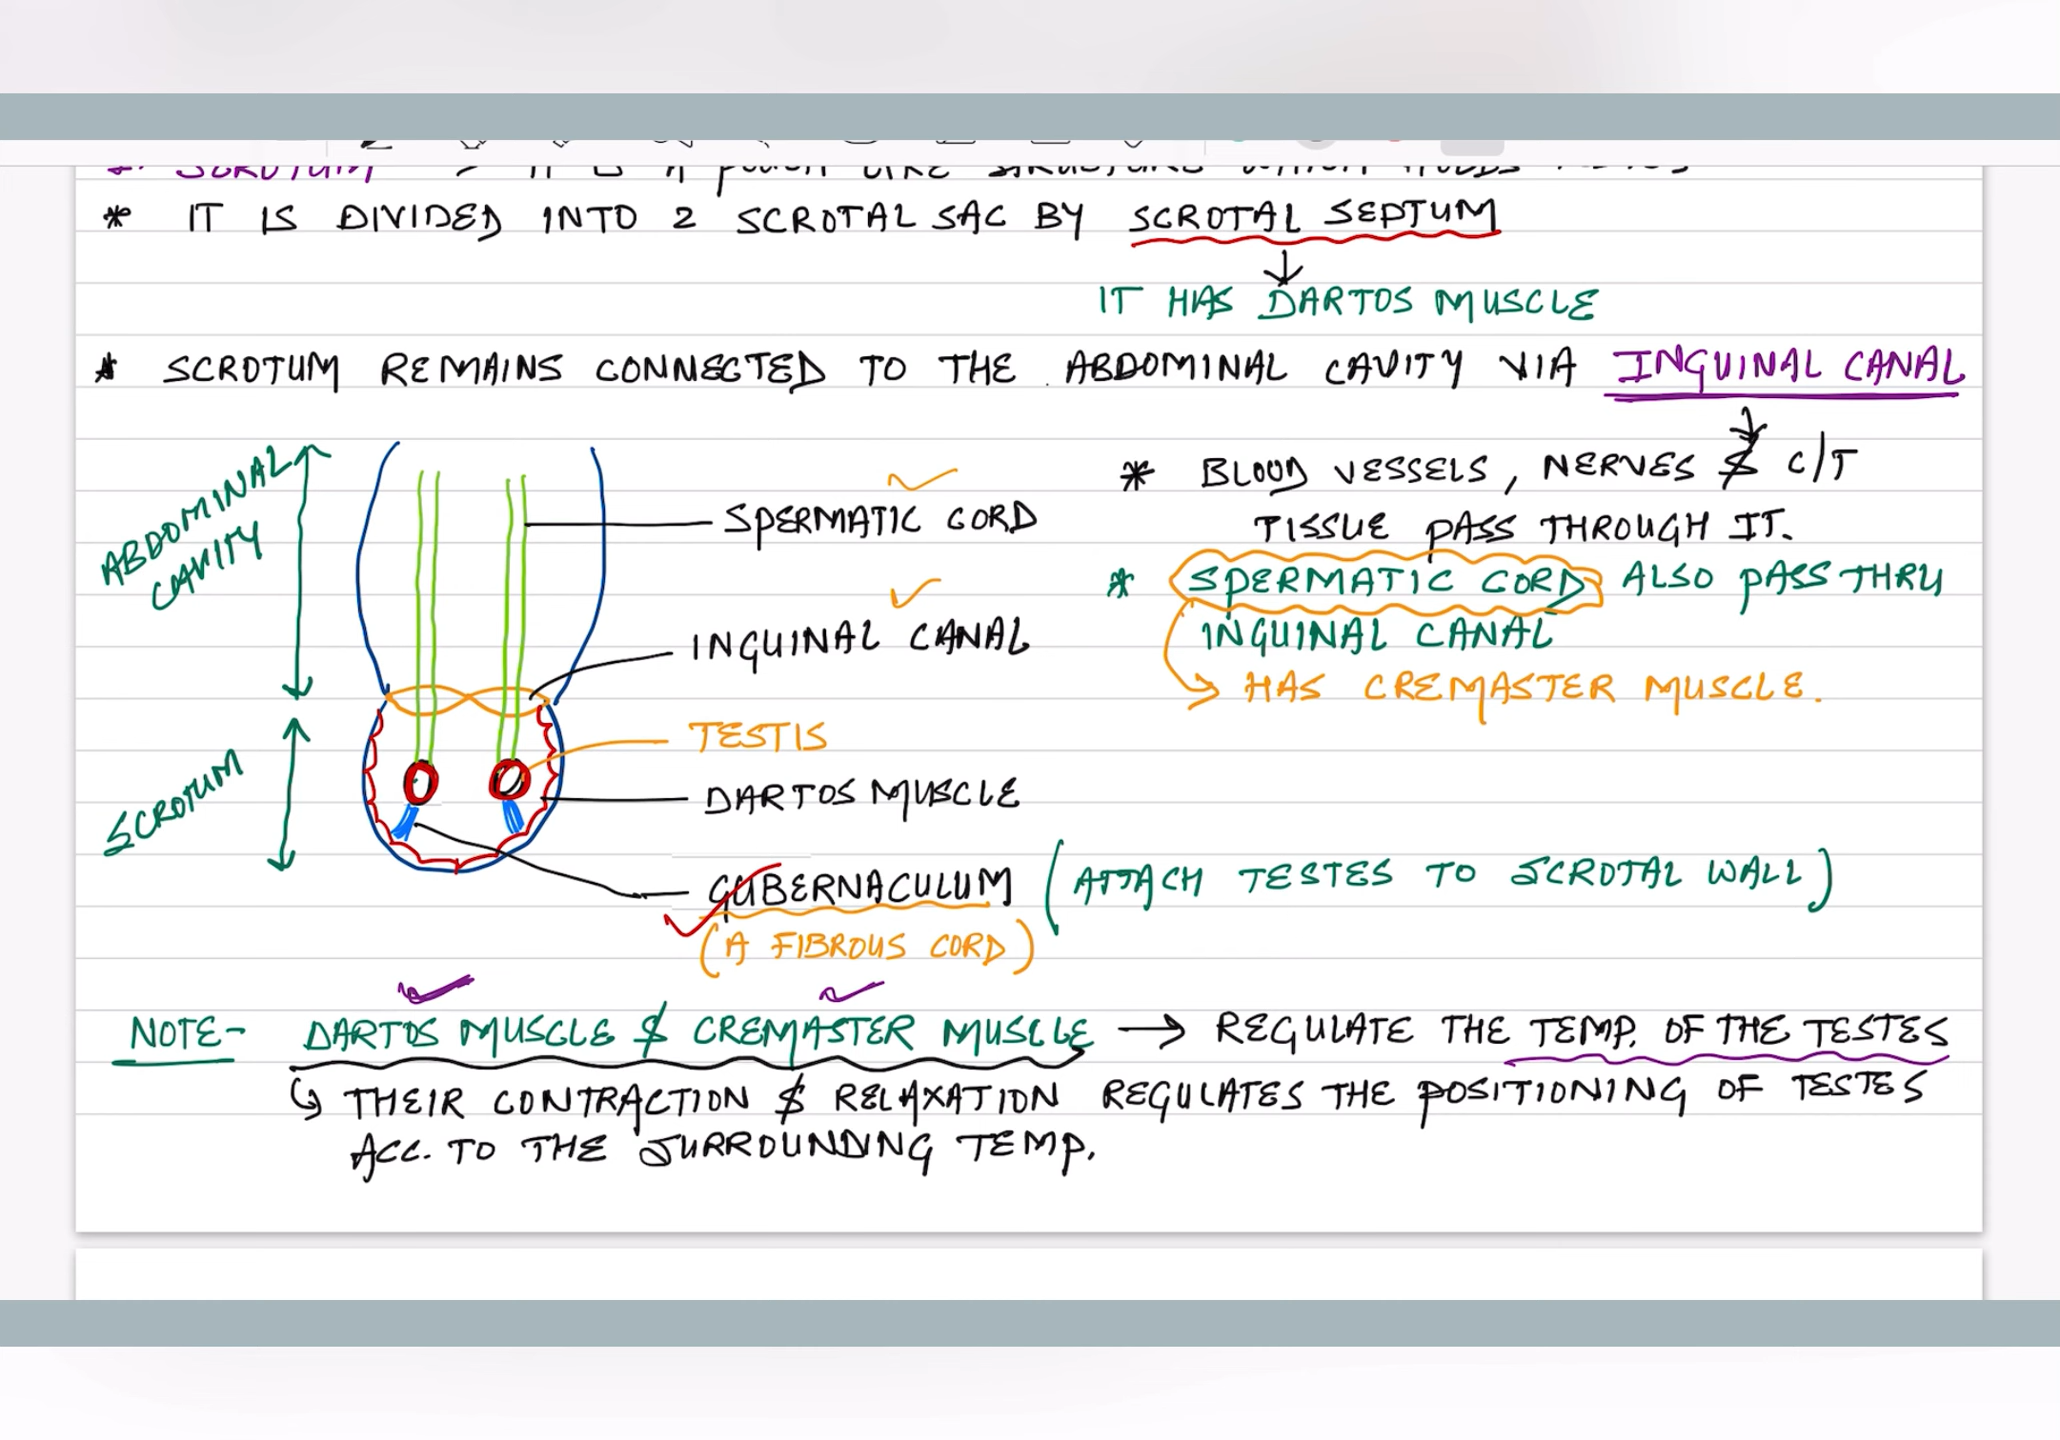 * IT IS DIVIDED INTO 2 SCROTAL SAC BY SCROTAL SEPTUM
↓
IT HAS DARTOS MUSCLE
* SCROTUM REMAINS CONNECTED TO THE ABDOMINAL CAVITY VIA INGUINAL CANAL
ABDOMINAL
CAVITY
SPERMATIC CORD
INGUINAL CANAL
TESTIS
DARTOS MUSCLE
GUBERNACULUM (ATTACH TESTES TO SCROTAL WALL)
(A FIBROUS CORD)
SCROTUM
* BLOOD VESSELS, NERVES & C/T
TISSUE PASS THROUGH IT.
* SPERMATIC CORD ALSO PASS THRU
INGUINAL CANAL
→ HAS CREMASTER MUSCLE.
NOTE- DARTOS MUSCLE & CREMASTER MUSCLE → REGULATE THE TEMP. OF THE TESTES
↳ THEIR CONTRACTION & RELAXATION REGULATES THE POSITIONING OF TESTES
ACC. TO THE SURROUNDING TEMP.